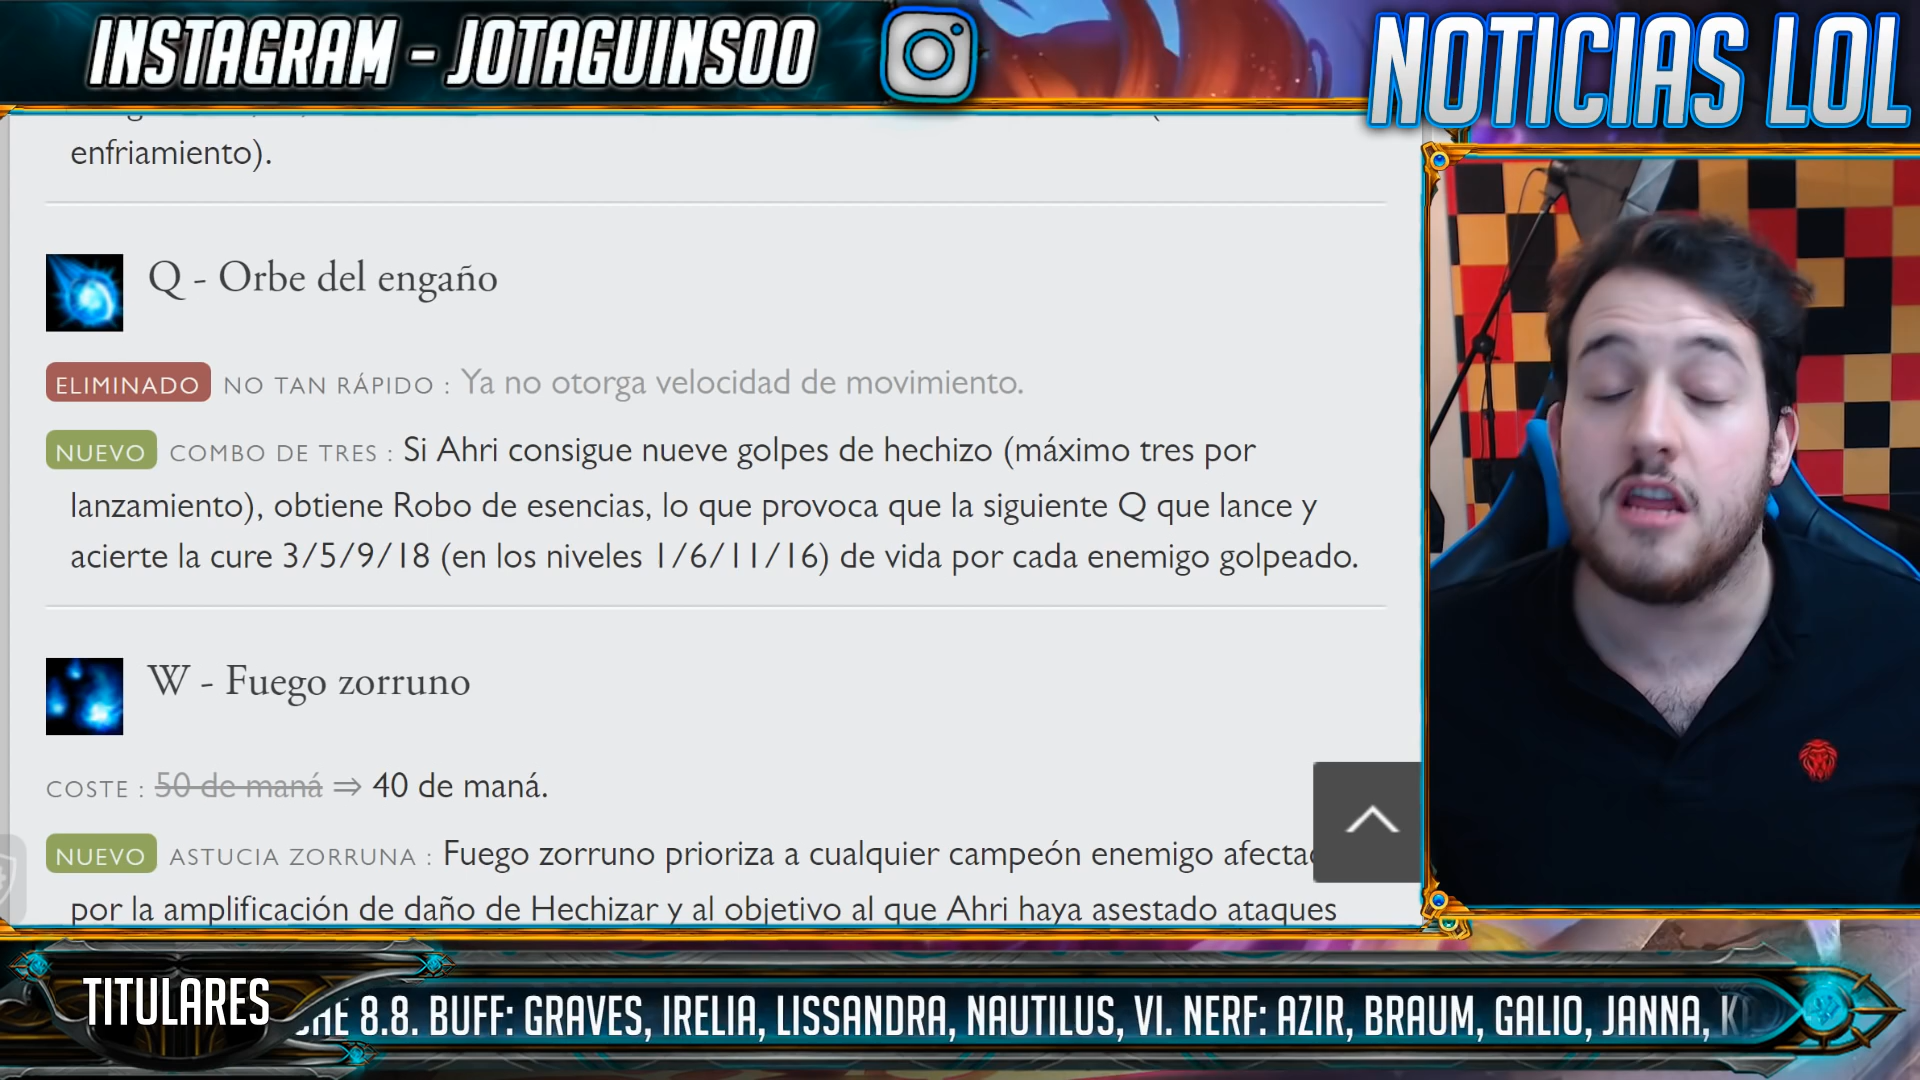 INSTAGRAM - JOTAGUINSOO
NOTICIAS LOL
enfriamiento).
Q - Orbe del engaño
ELIMINADO NO TAN RÁPIDO : Ya no otorga velocidad de movimiento.
NUEVO COMBO DE TRES : Si Ahri consigue nueve golpes de hechizo (máximo tres por
lanzamiento), obtiene Robo de esencias, lo que provoca que la siguiente Q que lance y
acierte la cure 3/5/9/18 (en los niveles 1/6/11/16) de vida por cada enemigo golpeado.
W - Fuego zorruno
COSTE : 50 de maná ⇒ 40 de maná.
NUEVO ASTUCIA ZORRUNA : Fuego zorruno prioriza a cualquier campeón enemigo
por la amplificación de daño de Hechizar y al objetivo al que Ahri haya asestado ataques
TITULARES
8.8. BUFF: GRAVES, IRELIA, LISSANDRA, NAUTILUS, VI. NERF: AZIR, BRAUM, GALIO, JANNA,